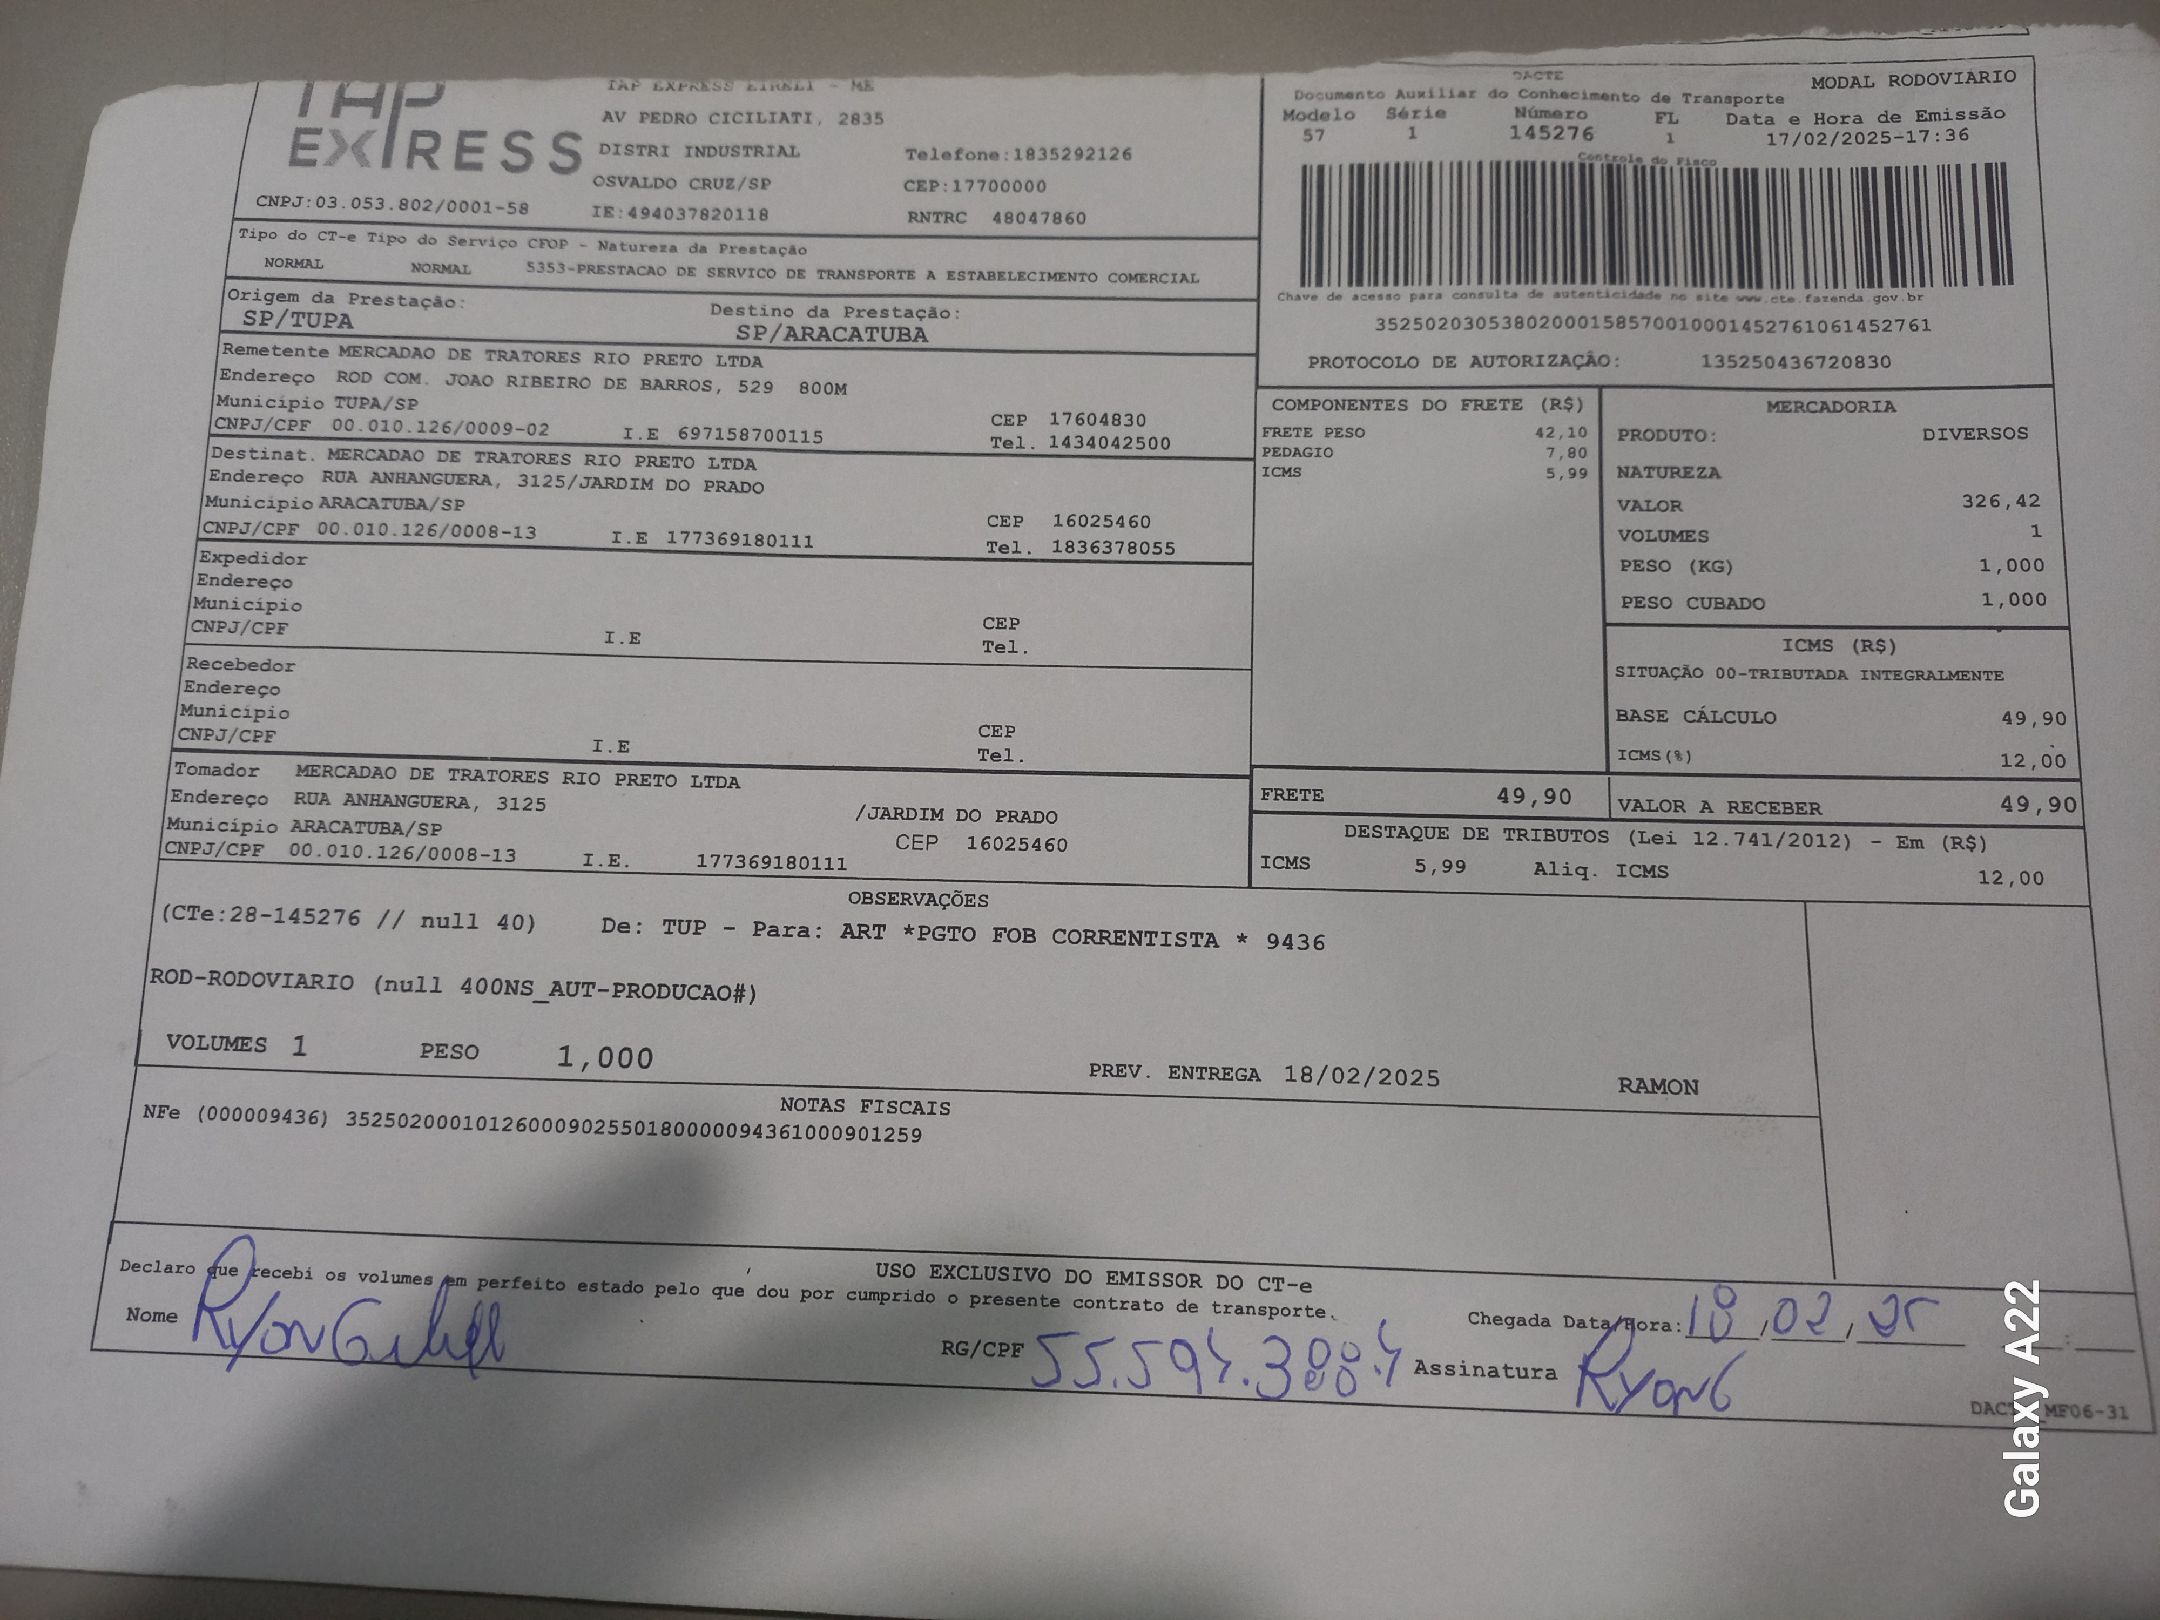 TAP
EXPRESS
TAP EXPRESS EIRELI - ME
AV PEDRO CICILIATI, 2835
DISTRI INDUSTRIAL Telefone:1835292126
OSVALDO CRUZ/SP CEP:17700000
CNPJ:03.053.802/0001-58 IE:494037820118 RNTRC 48047860
DACTE MODAL RODOVIÁRIO
Documento Auxiliar do Conhecimento de Transporte
Modelo Série Número FL Data e Hora de Emissão
57 1 145276 1 17/02/2025-17:36
Controle do Fisco
Chave de acesso para consulta de autenticidade no site www.cte.fazenda.gov.br
35250203053802000158570010001452761061452761
PROTOCOLO DE AUTORIZAÇÃO: 135250436720830
Tipo do CT-e Tipo do Serviço CFOP - Natureza da Prestação
NORMAL NORMAL 5353-PRESTACAO DE SERVICO DE TRANSPORTE A ESTABELECIMENTO COMERCIAL
Origem da Prestação: Destino da Prestação:
SP/TUPA SP/ARACATUBA
Remetente MERCADAO DE TRATORES RIO PRETO LTDA
Endereço ROD COM. JOAO RIBEIRO DE BARROS, 529 800M
Município TUPA/SP CEP 17604830
CNPJ/CPF 00.010.126/0009-02 I.E 697158700115 Tel. 1434042500
Destinat. MERCADAO DE TRATORES RIO PRETO LTDA
Endereço RUA ANHANGUERA, 3125/JARDIM DO PRADO
Município ARACATUBA/SP CEP 16025460
CNPJ/CPF 00.010.126/0008-13 I.E 177369180111 Tel. 1836378055
Expedidor
Endereço
Município CEP
CNPJ/CPF I.E Tel.
Recebedor
Endereço
Município CEP
CNPJ/CPF I.E Tel.
Tomador MERCADAO DE TRATORES RIO PRETO LTDA
Endereço RUA ANHANGUERA, 3125 /JARDIM DO PRADO
Município ARACATUBA/SP CEP 16025460
CNPJ/CPF 00.010.126/0008-13 I.E. 177369180111
COMPONENTES DO FRETE (R$)
FRETE PESO 42,10
PEDAGIO 7,80
ICMS 5,99
MERCADORIA
PRODUTO: DIVERSOS
NATUREZA
VALOR 326,42
VOLUMES 1
PESO (KG) 1,000
PESO CUBADO 1,000
ICMS (R$)
SITUAÇÃO 00-TRIBUTADA INTEGRALMENTE
BASE CÁLCULO 49,90
ICMS(%) 12,00
FRETE 49,90 VALOR A RECEBER 49,90
DESTAQUE DE TRIBUTOS (Lei 12.741/2012) - Em (R$)
ICMS 5,99 Aliq. ICMS 12,00
OBSERVAÇÕES
(CTe:28-145276 // null 40) De: TUP - Para: ART *PGTO FOB CORRENTISTA * 9436
ROD-RODOVIARIO (null 400NS_AUT-PRODUCAO#)
VOLUMES 1 PESO 1,000 PREV. ENTREGA 18/02/2025 RAMON
NOTAS FISCAIS
NFe (000009436) 35250200010126000902550180000094361000901259
USO EXCLUSIVO DO EMISSOR DO CT-e
Declaro que recebi os volumes em perfeito estado pelo que dou por cumprido o presente contrato de transporte.
Chegada Data/Hora: 18,02,25 :
Nome Ryon
RG/CPF Assinatura Ryon G
DACTE_MF06-31
Galaxy A22